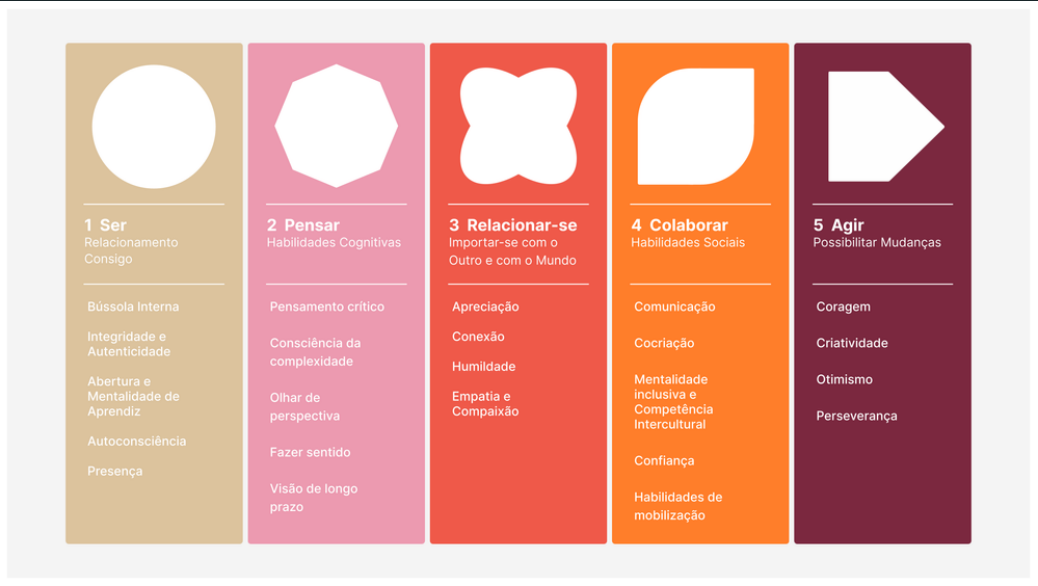 1 Ser
Relacionamento
Consigo
Bússola Interna
Integridade e
Autenticidade
Abertura e
Mentalidade de
Aprendiz
Autoconsciência
Presença
2 Pensar
Habilidades Cognitivas
Pensamento crítico
Consciência da
complexidade
Olhar de
perspectiva
Fazer sentido
Visão de longo
prazo
3 Relacionar-se
Importar-se com o
Outro e com o Mundo
Apreciação
Conexão
Humildade
Empatia e
Compaixão
4 Colaborar
Habilidades Sociais
Comunicação
Cocriação
Mentalidade
inclusiva e
Competência
Intercultural
Confiança
Habilidades de
mobilização
5 Agir
Possibilitar Mudanças
Coragem
Criatividade
Otimismo
Perseverança